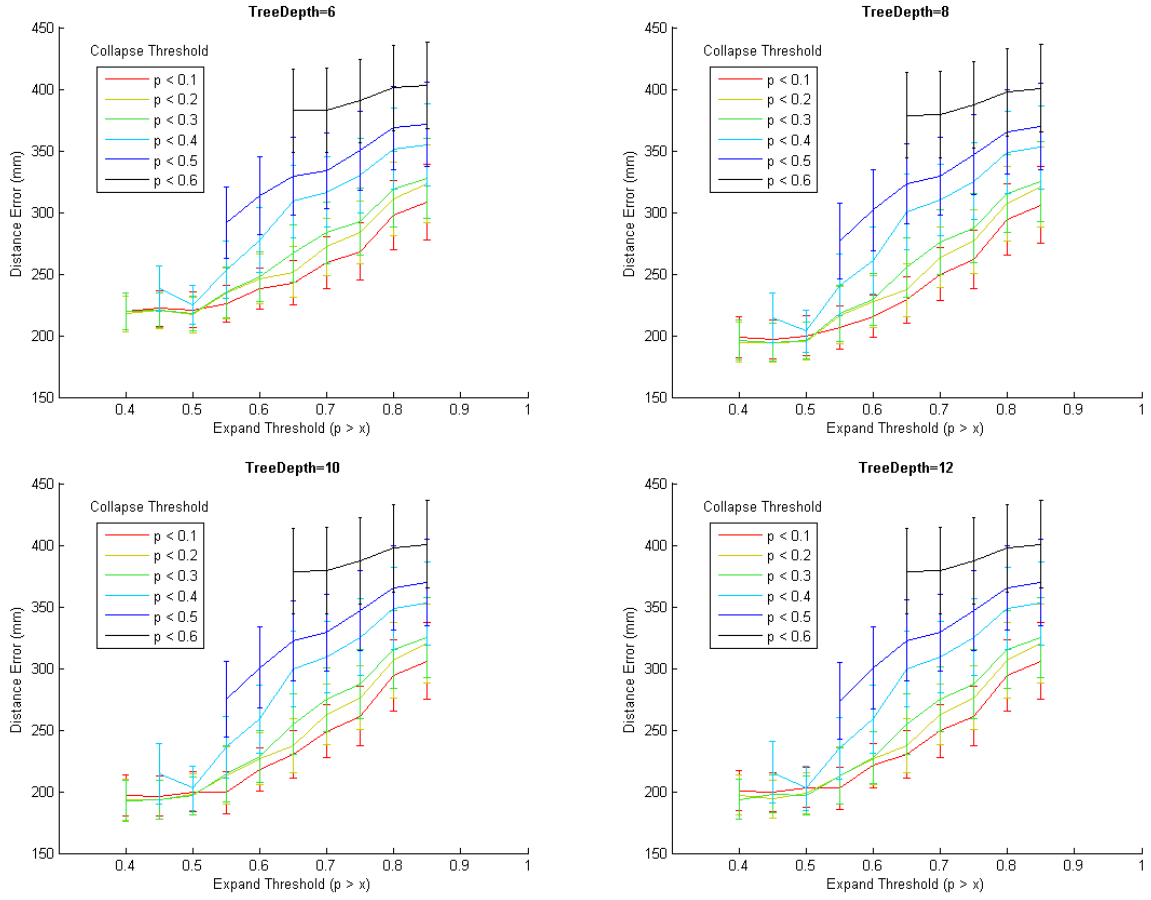 TreeDepth=6
450
400
350
300
250
200
150
Distance Error (mm)
Collapse Threshold
p < 0.1
p < 0.2
p < 0.3
p < 0.4
p < 0.5
p < 0.6
0.4 0.5 0.6 0.7 0.8 0.9 1
Expand Threshold (p > x)
TreeDepth=8
450
400
350
300
250
200
150
Distance Error (mm)
Collapse Threshold
p < 0.1
p < 0.2
p < 0.3
p < 0.4
p < 0.5
p < 0.6
0.4 0.5 0.6 0.7 0.8 0.9 1
Expand Threshold (p > x)
TreeDepth=10
450
400
350
300
250
200
150
Distance Error (mm)
Collapse Threshold
p < 0.1
p < 0.2
p < 0.3
p < 0.4
p < 0.5
p < 0.6
0.4 0.5 0.6 0.7 0.8 0.9 1
Expand Threshold (p > x)
TreeDepth=12
450
400
350
300
250
200
150
Distance Error (mm)
Collapse Threshold
p < 0.1
p < 0.2
p < 0.3
p < 0.4
p < 0.5
p < 0.6
0.4 0.5 0.6 0.7 0.8 0.9 1
Expand Threshold (p > x)